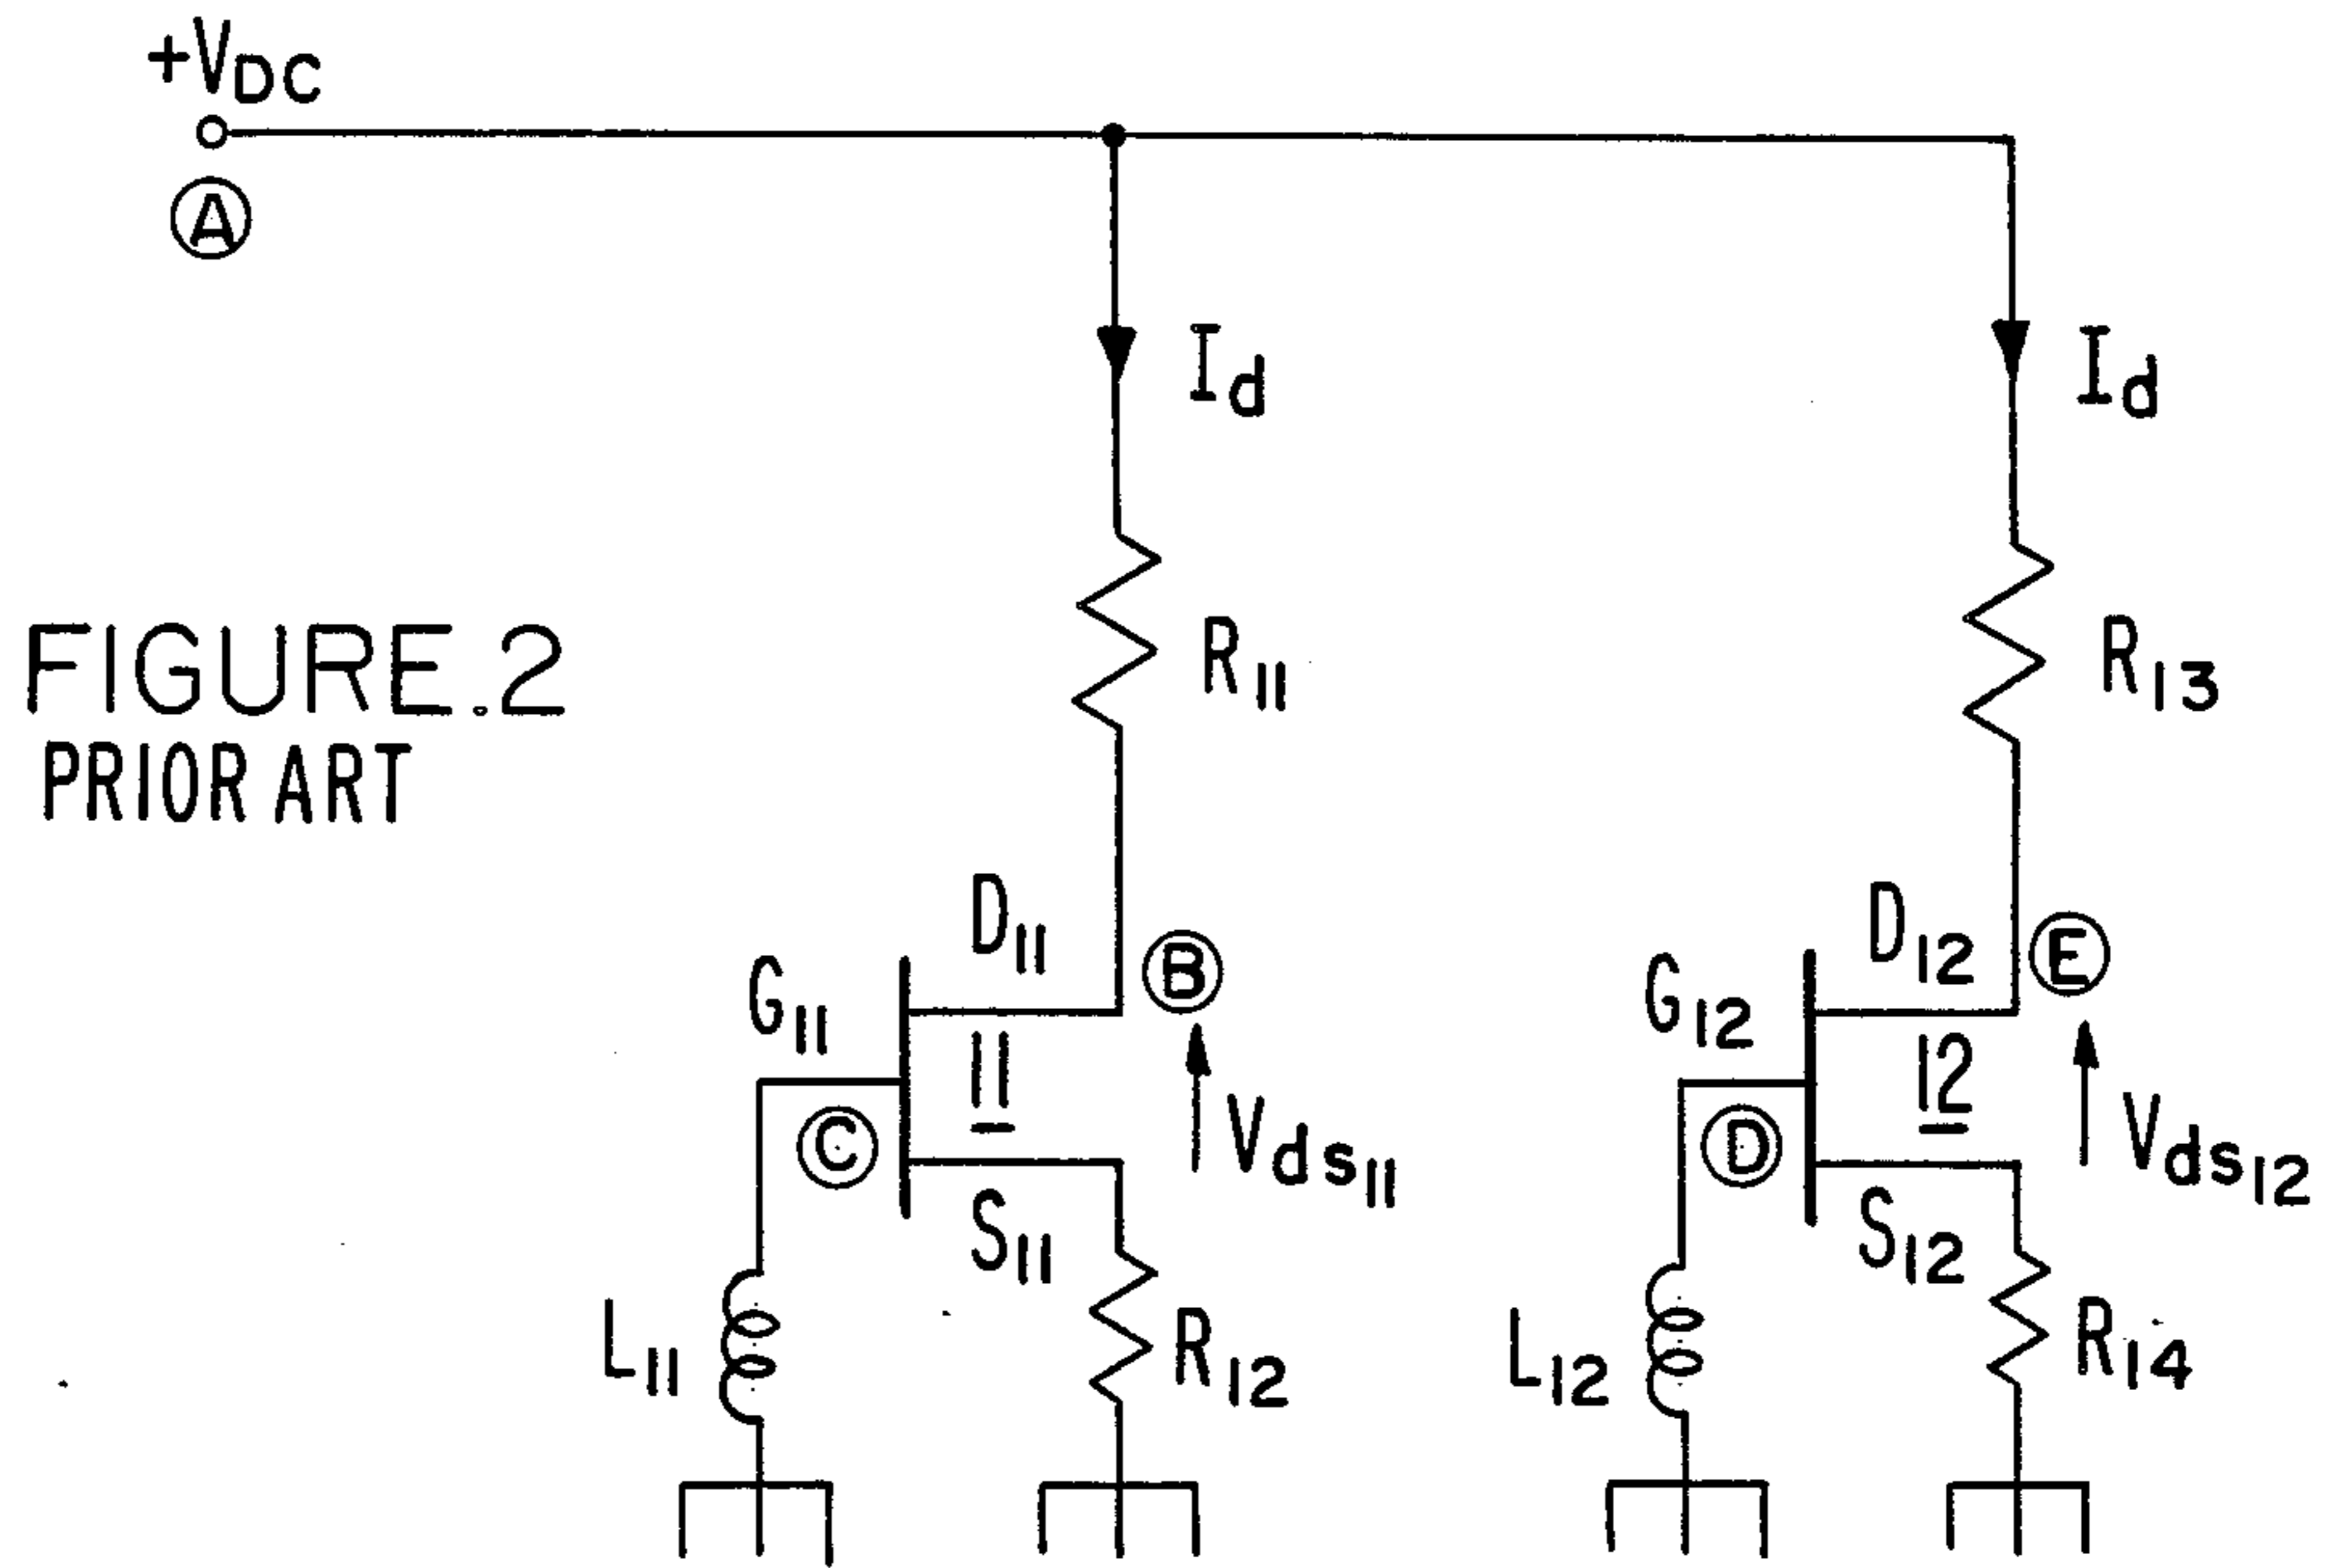 +VDC
A
Id
Id
R11
R13
FIGURE.2
PRIOR ART
D11
B
D12
E
G11
G12
11
12
C
Vds11
D
Vds12
S11
S12
L11
R12
L12
R14